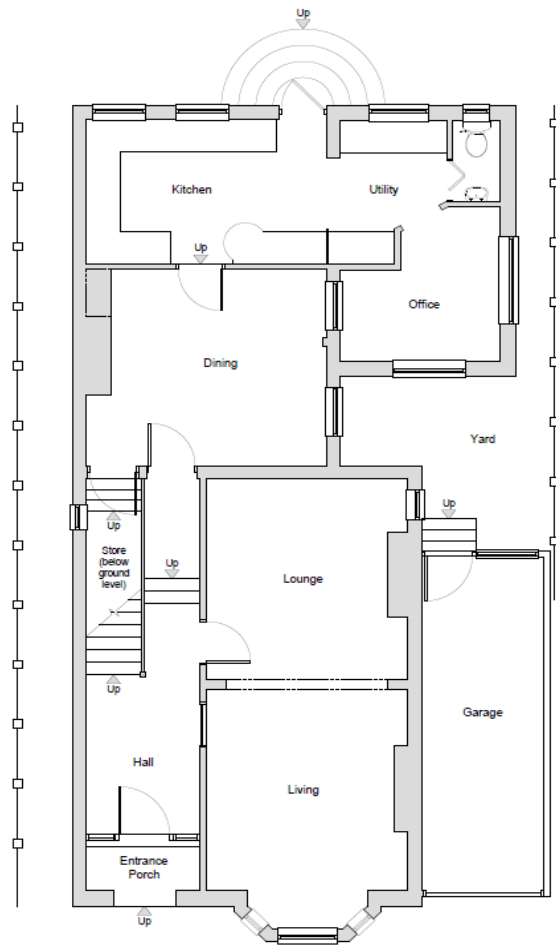 Up
Kitchen
Utility
Up
Office
Dining
Yard
Up
Up
Store
(below
ground
level)
Up
Lounge
Up
Garage
Hall
Living
Entrance
Porch
Up